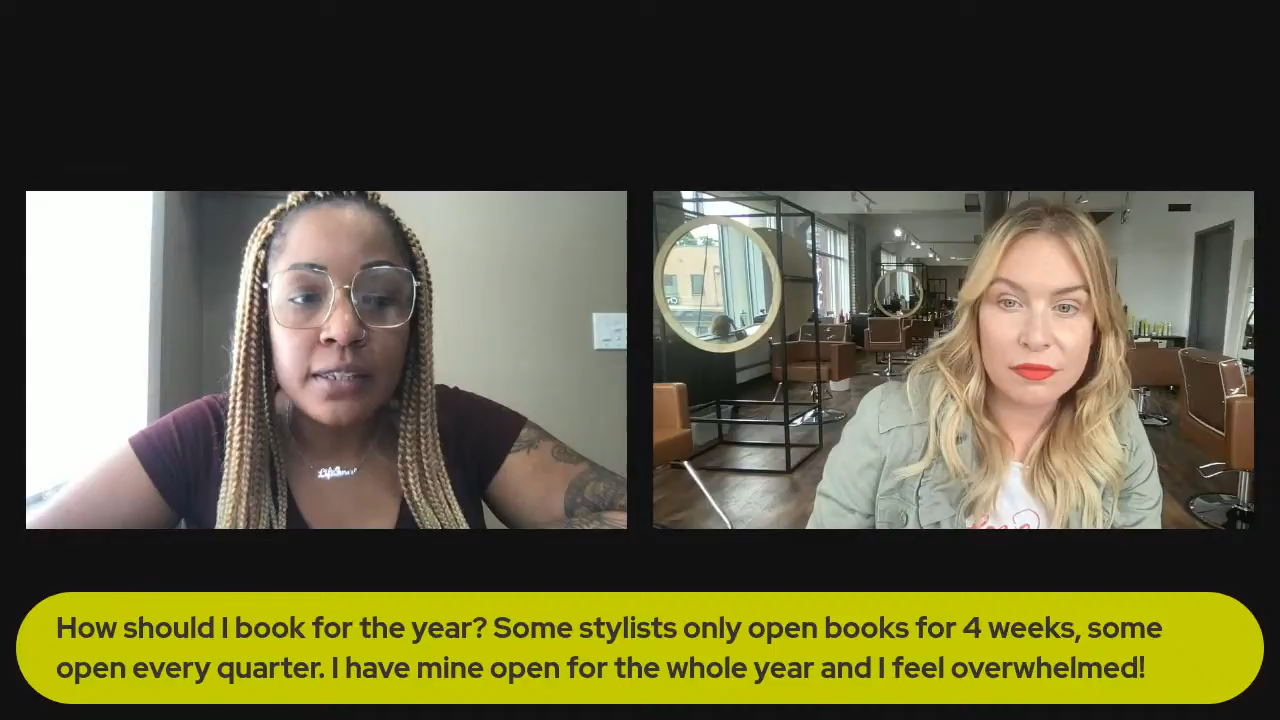 How should I book for the year? Some stylists only open books for 4 weeks, some
open every quarter. I have mine open for the whole year and I feel overwhelmed!